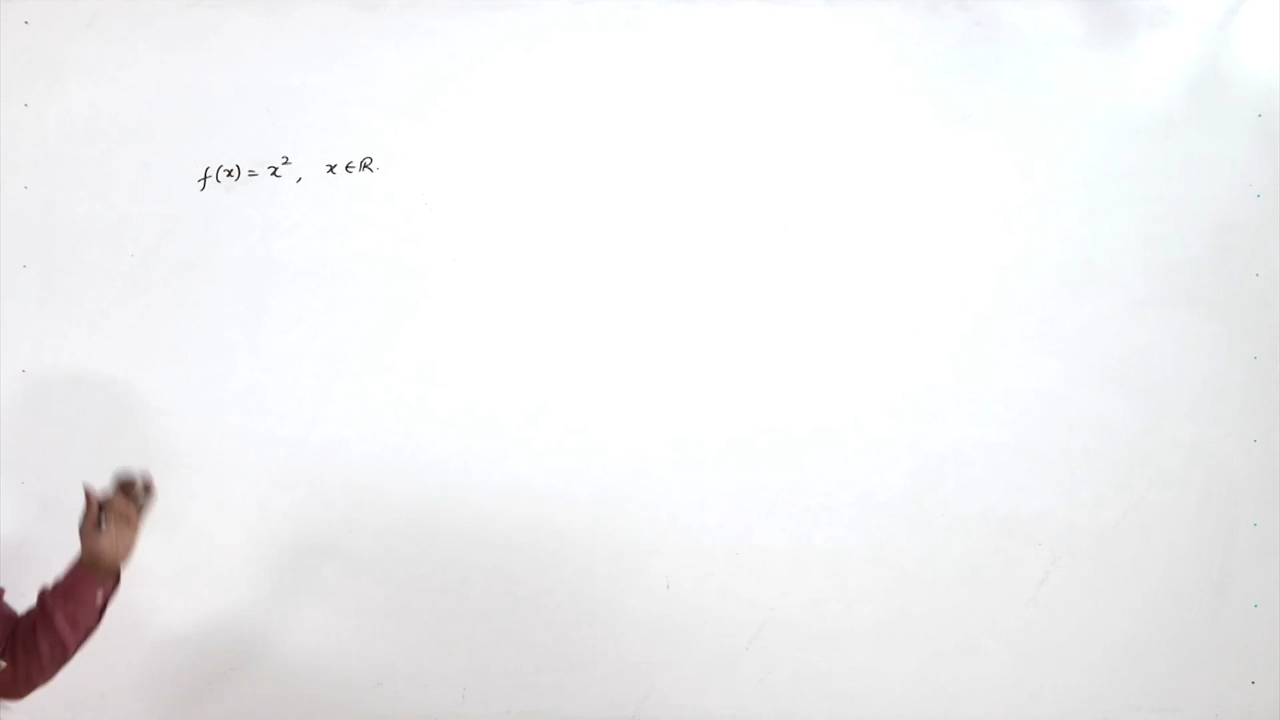 f(x) = x², x ∈ ℝ.